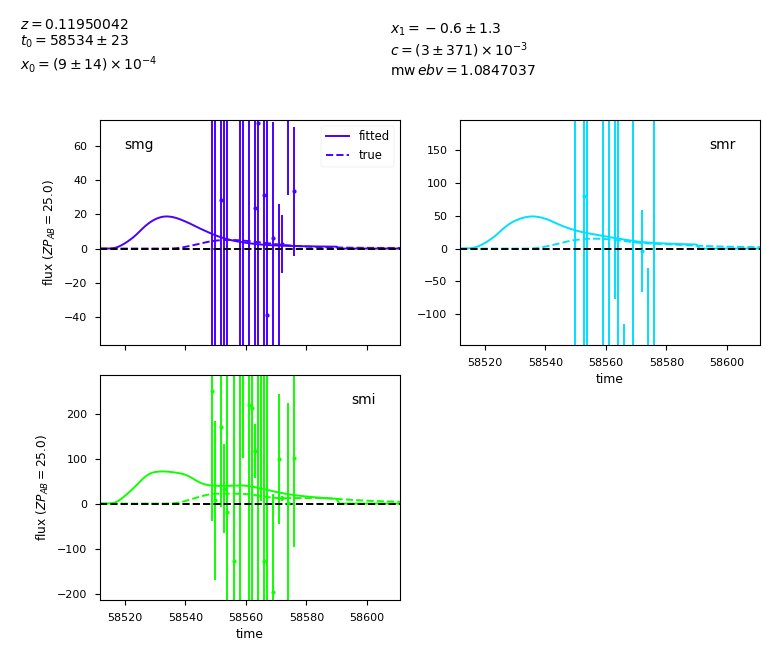 z = 0.11950042
t₀ = 58534 ± 23
x₀ = (9 ± 14) × 10⁻⁴
x₁ = −0.6 ± 1.3
c = (3 ± 371) × 10⁻³
mw ebv = 1.0847037
smg
fitted
true
60
40
20
0
−20
−40
flux (ZP_AB = 25.0)
smr
150
100
50
0
−50
−100
58520 58540 58560 58580 58600
time
smi
200
100
0
−100
−200
flux (ZP_AB = 25.0)
58520 58540 58560 58580 58600
time